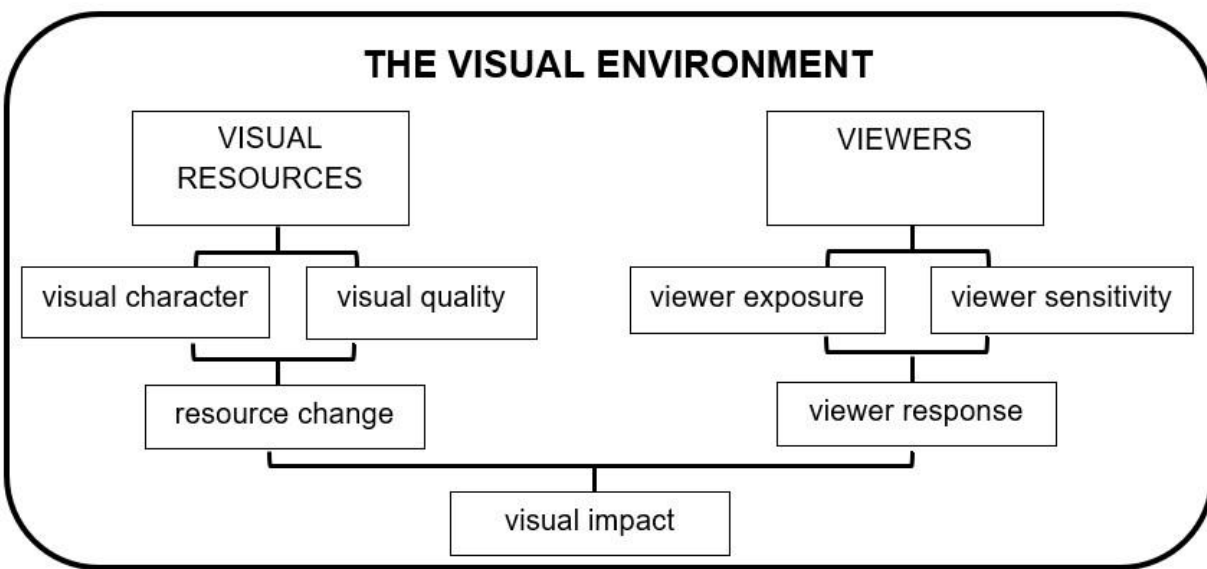 THE VISUAL ENVIRONMENT
VISUAL
RESOURCES
VIEWERS
visual character
visual quality
viewer exposure
viewer sensitivity
resource change
viewer response
visual impact